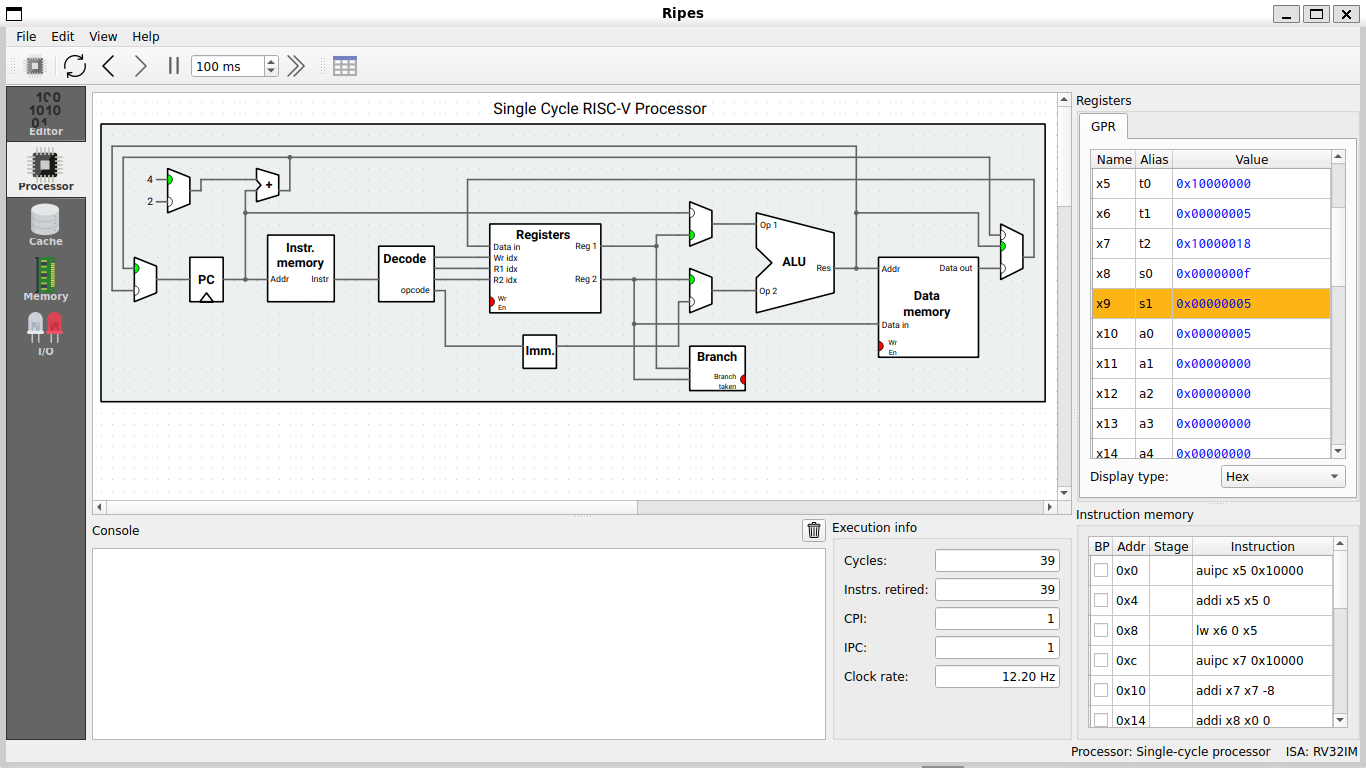 Ripes
File Edit View Help
100 ms
Editor
Processor
Cache
Memory
I/O
Single Cycle RISC-V Processor
4
2
+
PC
Instr. memory
Addr Instr
Decode
opcode
Registers
Data in
Wr idx
R1 idx
R2 idx
Wr
En
Reg 1
Reg 2
Imm.
Op 1
Op 2
ALU
Res
Branch
Branch
taken
Addr Data out
Data
memory
Data in
Wr
En
Registers
GPR
Name Alias Value
x5 t0 0x10000000
x6 t1 0x00000005
x7 t2 0x10000018
x8 s0 0x0000000f
x9 s1 0x00000005
x10 a0 0x00000005
x11 a1 0x00000000
x12 a2 0x00000000
x13 a3 0x00000000
x14 a4 0x00000000
Display type: Hex
Console
Execution info
Cycles: 39
Instrs. retired: 39
CPI: 1
IPC: 1
Clock rate: 12.20 Hz
Instruction memory
BP Addr Stage Instruction
0x0 auipc x5 0x10000
0x4 addi x5 x5 0
0x8 lw x6 0 x5
0xc auipc x7 0x10000
0x10 addi x7 x7 -8
0x14 addi x8 x0 0
Processor: Single-cycle processor ISA: RV32IM